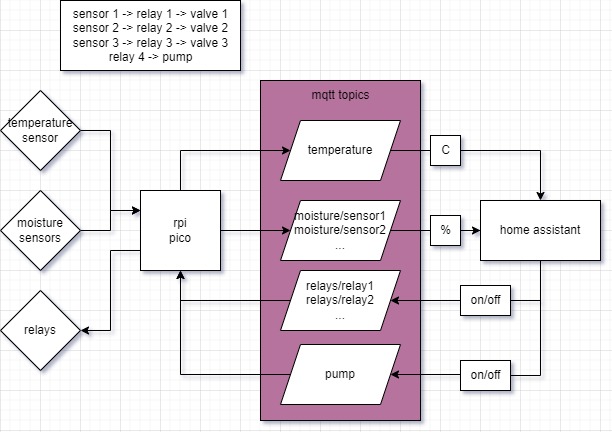 sensor 1 -> relay 1 -> valve 1
sensor 2 -> relay 2 -> valve 2
sensor 3 -> relay 3 -> valve 3
relay 4 -> pump
mqtt topics
temperature
sensor
temperature
C
moisture
sensors
rpi
pico
moisture/sensor1
moisture/sensor2
...
%
home assistant
relays
relays/relay1
relays/relay2
...
on/off
pump
on/off